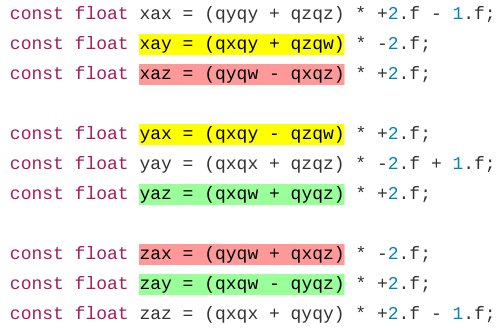 const float xax = (qyqy + qzqz) * +2.f - 1.f;
const float xay = (qxqy + qzqw) * -2.f;
const float xaz = (qyqw - qxqz) * +2.f;
const float yax = (qxqy - qzqw) * +2.f;
const float yay = (qxqx + qzqz) * -2.f + 1.f;
const float yaz = (qxqw + qyqz) * +2.f;
const float zax = (qyqw + qxqz) * -2.f;
const float zay = (qxqw - qyqz) * +2.f;
const float zaz = (qxqx + qyqy) * +2.f - 1.f;